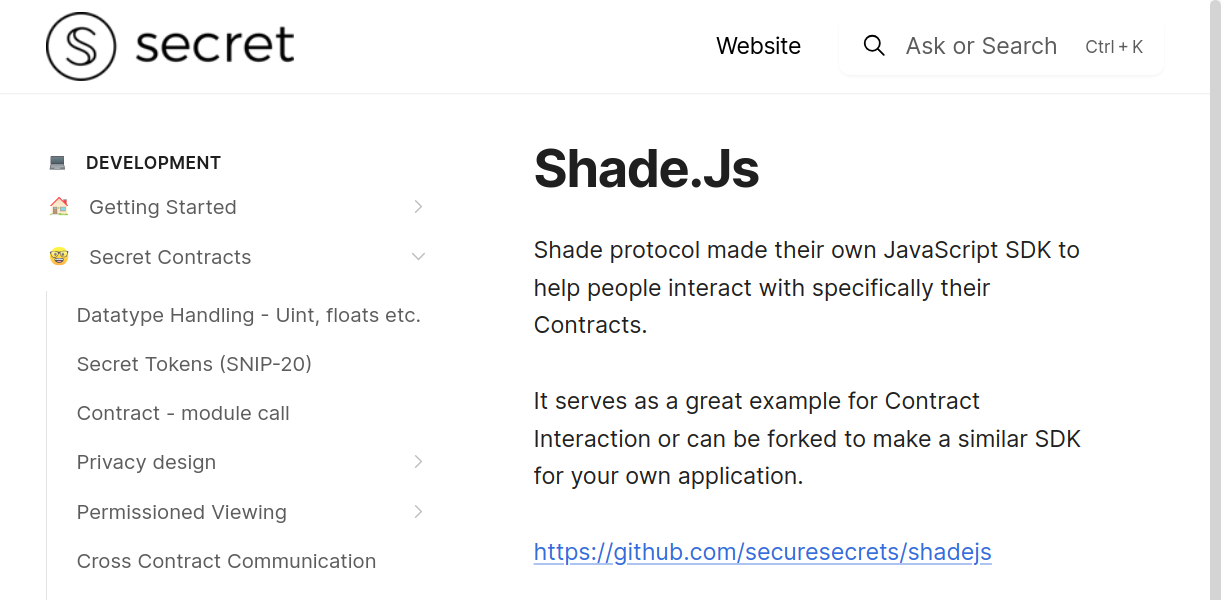 secret
Website
Ask or Search Ctrl + K
DEVELOPMENT
Getting Started
Secret Contracts
Datatype Handling - Uint, floats etc.
Secret Tokens (SNIP-20)
Contract - module call
Privacy design
Permissioned Viewing
Cross Contract Communication
Shade.Js
Shade protocol made their own JavaScript SDK to
help people interact with specifically their
Contracts.
It serves as a great example for Contract
Interaction or can be forked to make a similar SDK
for your own application.
https://github.com/securesecrets/shadejs